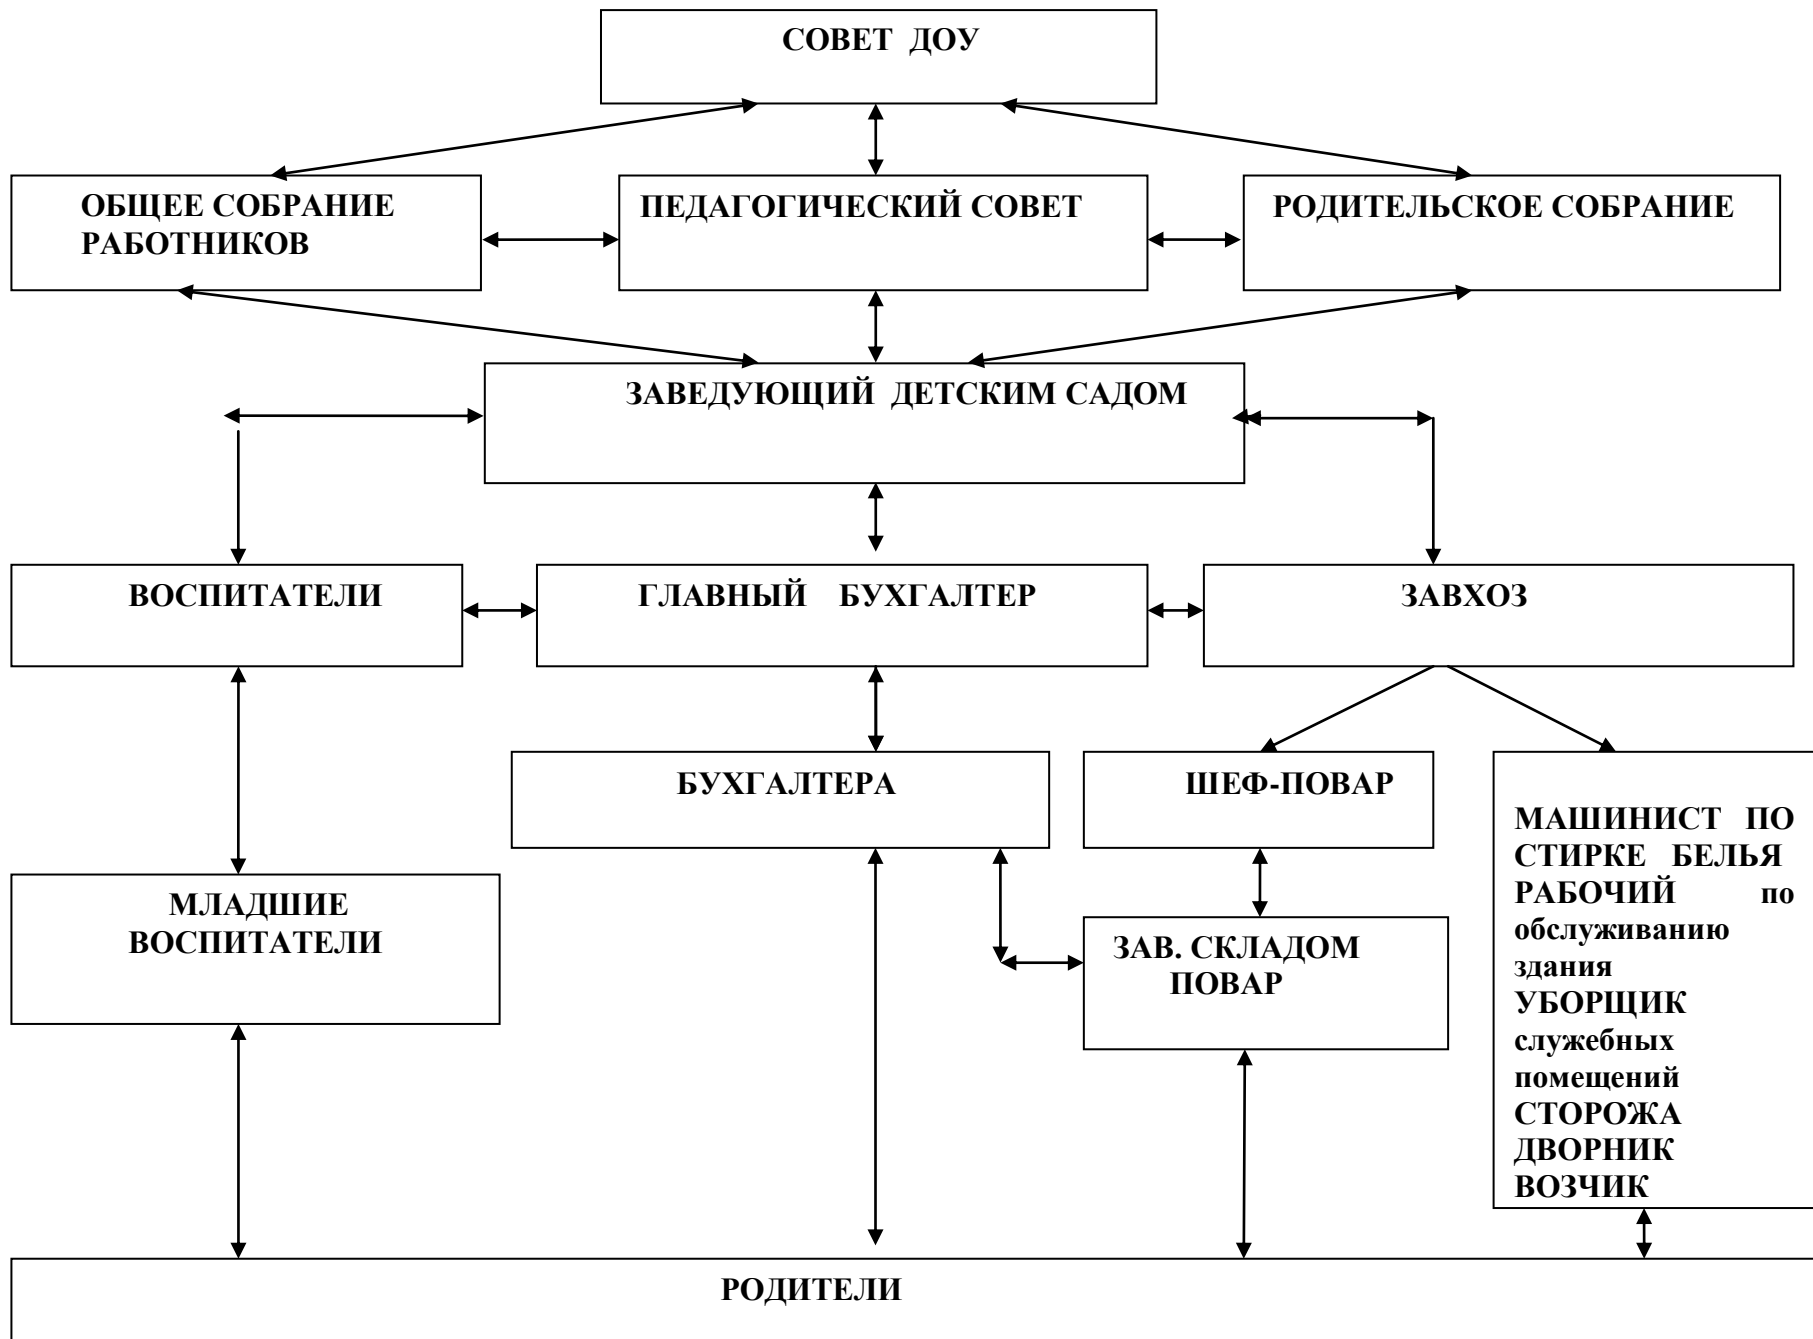 СОВЕТ ДОУ
ОБЩЕЕ СОБРАНИЕ
РАБОТНИКОВ
ПЕДАГОГИЧЕСКИЙ СОВЕТ
РОДИТЕЛЬСКОЕ СОБРАНИЕ
ЗАВЕДУЮЩИЙ ДЕТСКИМ САДОМ
ВОСПИТАТЕЛИ
ГЛАВНЫЙ БУХГАЛТЕР
ЗАВХОЗ
БУХГАЛТЕРА
ШЕФ-ПОВАР
МАШИНИСТ ПО
СТИРКЕ БЕЛЬЯ
РАБОЧИЙ по
обслуживанию
здания
УБОРЩИК
служебных
помещений
СТОРОЖА
ДВОРНИК
ВОЗЧИК
МЛАДШИЕ
ВОСПИТАТЕЛИ
ЗАВ. СКЛАДОМ
ПОВАР
РОДИТЕЛИ